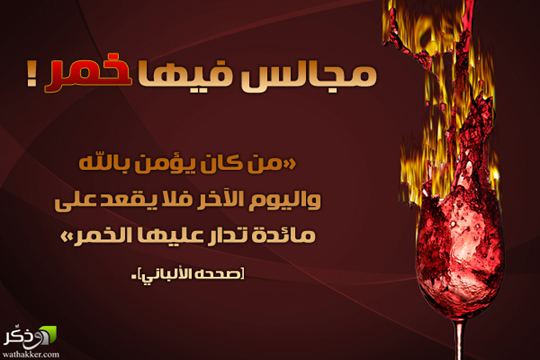 مجالس فيها خمر !
«من كان يؤمن بالله
واليوم الآخر فلا يقعد على
مائدة تدار عليها الخمر»
[صححه الألباني].
وذكّر
wathakker.com